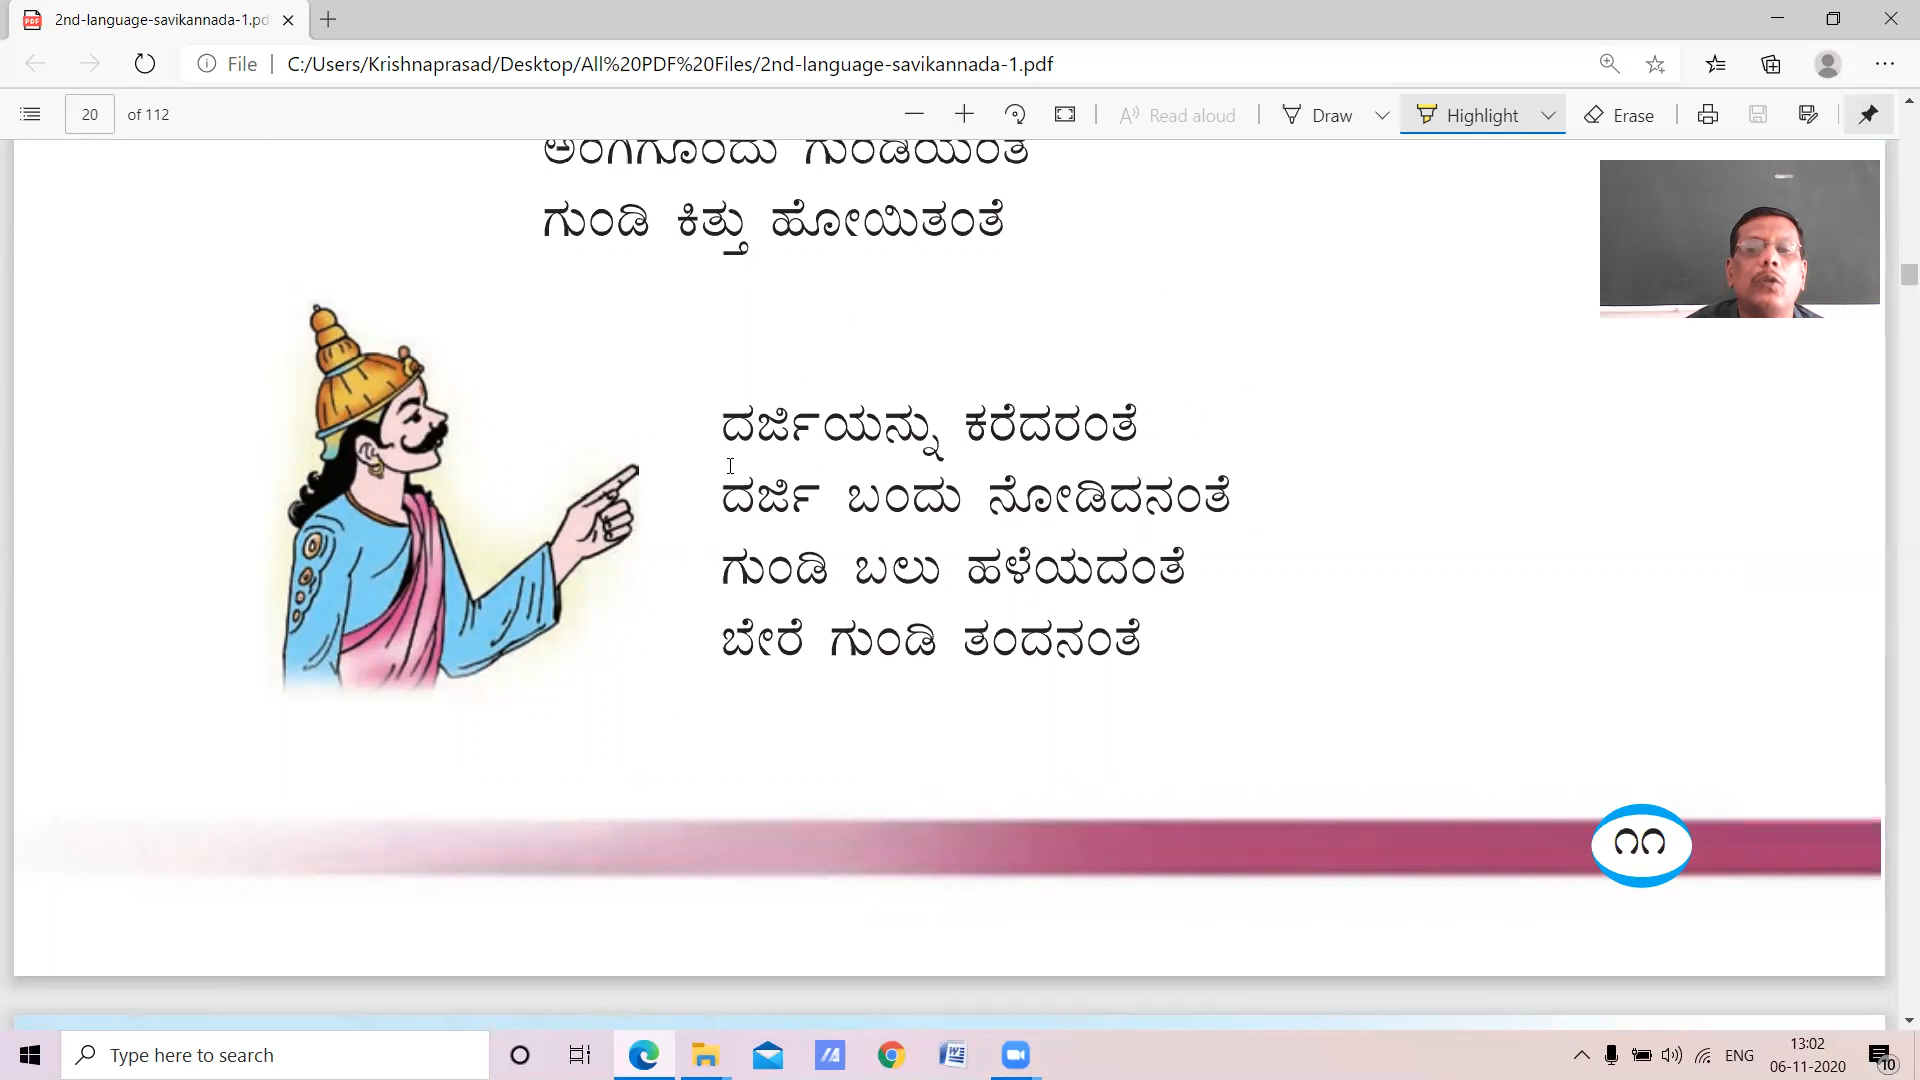 2nd-language-savikannada-1.pd
File
C:/Users/Krishnaprasad/Desktop/All%20PDF%20Files/2nd-language-savikannada-1.pdf
20 of 112
Read aloud
Draw
Highlight
Erase
ಅಂಗಿಗೊಂದು ಗುಂಡಿಯಂತೆ
ಗುಂಡಿ ಕಿತ್ತು ಹೋಯಿತಂತೆ
ದರ್ಜಿಯನ್ನು ಕರೆದರಂತೆ
ದರ್ಜಿ ಬಂದು ನೋಡಿದನಂತೆ
ಗುಂಡಿ ಬಲು ಹಳೆಯದಂತೆ
ಬೇರೆ ಗುಂಡಿ ತಂದನಂತೆ
೧೧
Type here to search
ENG
13:02
06-11-2020
10